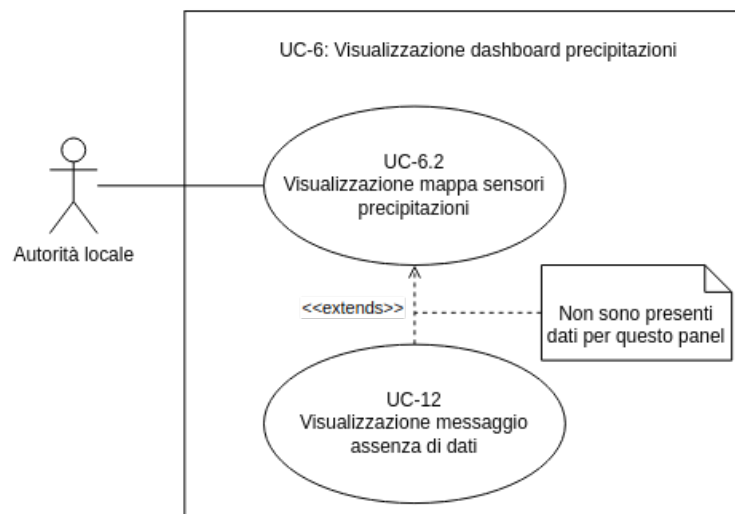 UC-6: Visualizzazione dashboard precipitazioni
UC-6.2
Visualizzazione mappa sensori
precipitazioni
Autorità locale
<<extends>>
Non sono presenti
dati per questo panel
UC-12
Visualizzazione messaggio
assenza di dati